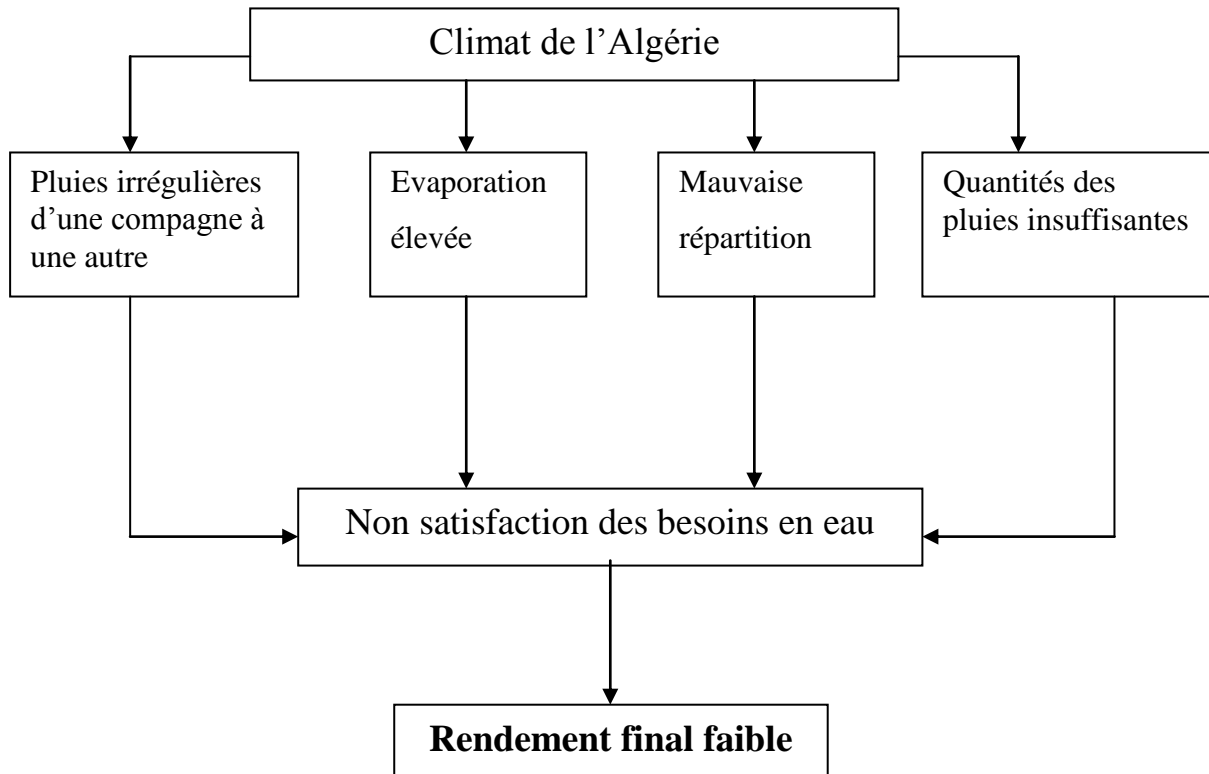 Climat de l’Algérie
Pluies irrégulières
d’une compagne à
une autre
Evaporation
élevée
Mauvaise
répartition
Quantités des
pluies insuffisantes
Non satisfaction des besoins en eau
Rendement final faible